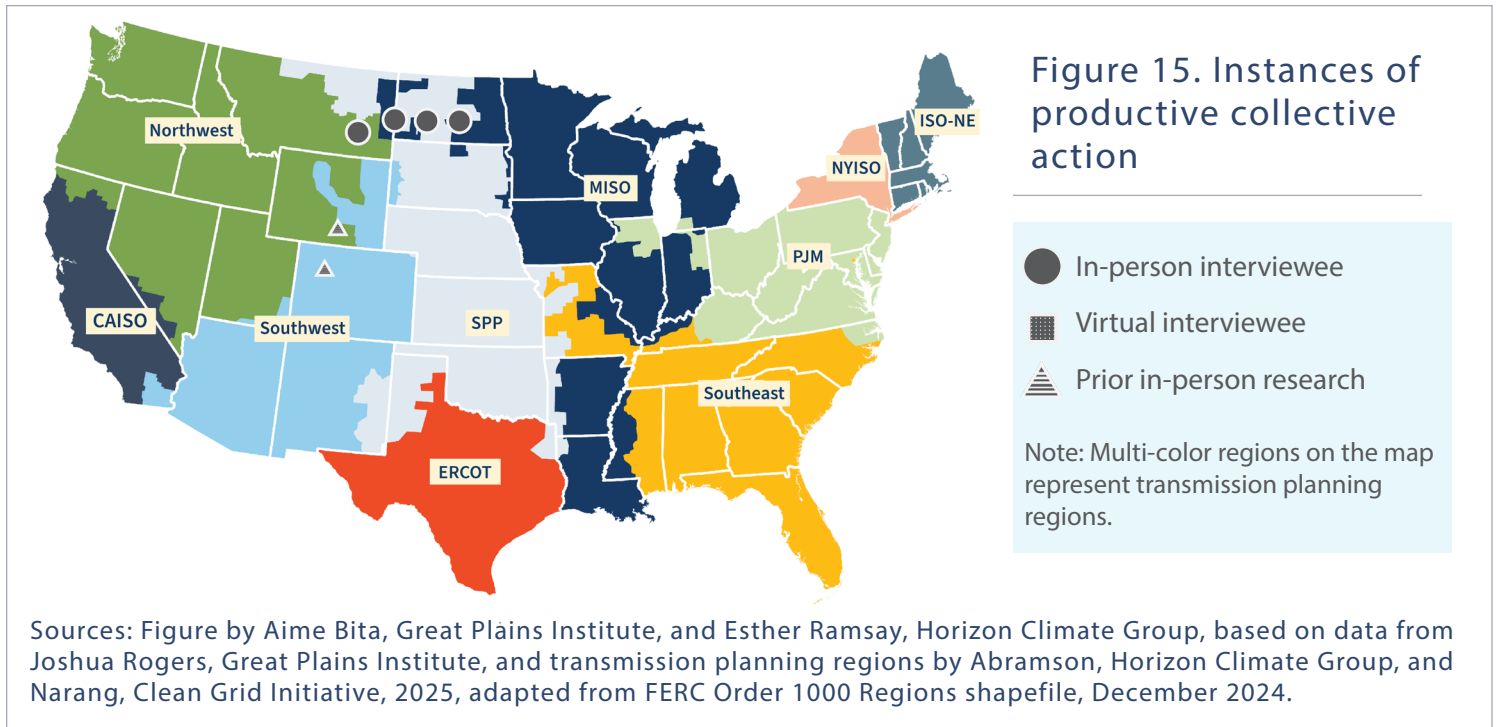 Figure 15. Instances of
productive collective
action
In-person interviewee
Virtual interviewee
Prior in-person research
Note: Multi-color regions on the map
represent transmission planning
regions.
Northwest
ISO-NE
NYISO
MISO
PJM
CAISO
Southwest
SPP
Southeast
ERCOT
Sources: Figure by Aime Bita, Great Plains Institute, and Esther Ramsay, Horizon Climate Group, based on data from
Joshua Rogers, Great Plains Institute, and transmission planning regions by Abramson, Horizon Climate Group, and
Narang, Clean Grid Initiative, 2025, adapted from FERC Order 1000 Regions shapefile, December 2024.